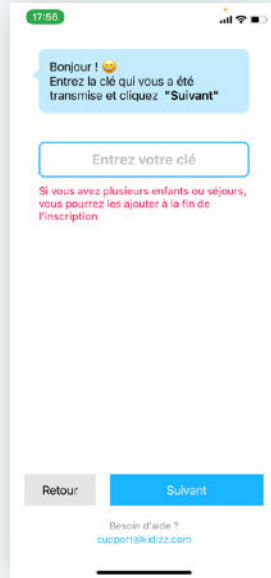 17:56
Bonjour ! 😀
Entrez la clé qui vous a été
transmise et cliquez "Suivant"
Entrez votre clé
Si vous avez plusieurs enfants ou séjours,
vous pourrez les ajouter à la fin de
l'inscription
Retour
Suivant
Besoin d'aide ?
support@kidizz.com